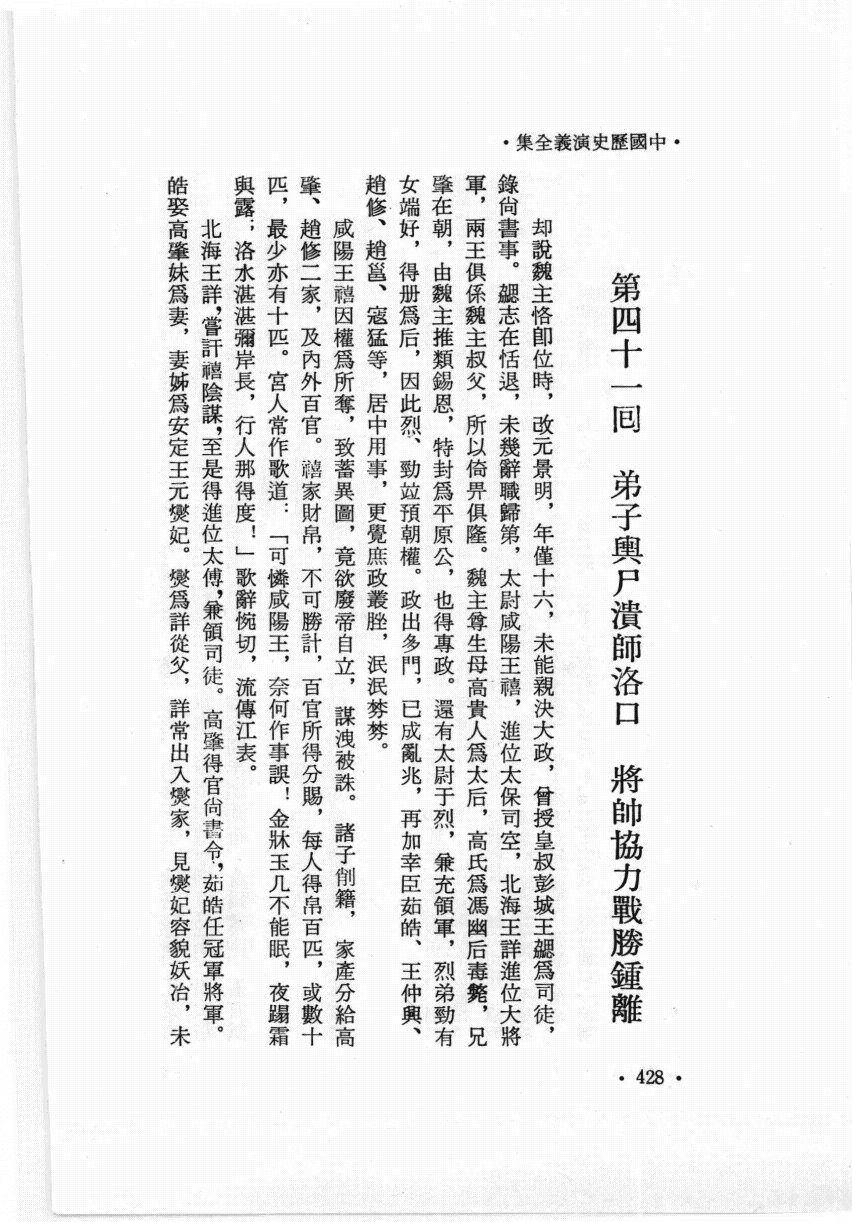 ·中國歷史演義全集·
第四十一回　弟子輿尸潰師洛口　將帥協力戰勝鍾離
却說魏主恪卽位時，改元景明，年僅十六，未能親決大政，曾授皇叔彭城王勰爲司徒，
錄尙書事。勰志在恬退，未幾辭職歸第，太尉咸陽王禧，進位太保司空，北海王詳進位大將
軍，兩王俱係魏主叔父，所以倚畀俱隆。魏主尊生母高貴人爲太后，高氏爲馮幽后毒斃，兄
肇在朝，由魏主推類錫恩，特封爲平原公，也得專政。還有太尉于烈，兼充領軍，烈弟勁有
女端好，得册爲后，因此烈、勁竝預朝權。政出多門，已成亂兆，再加幸臣茹皓、王仲興、
趙修、趙邕、寇猛等，居中用事，更覺庶政叢脞，泯泯棼棼。
咸陽王禧因權爲所奪，致蓄異圖，竟欲廢帝自立，謀洩被誅。諸子削籍，家產分給高
肇、趙修二家，及內外百官。禧家財帛，不可勝計，百官所得分賜，每人得帛百匹，或數十
匹，最少亦有十匹。宮人常作歌道：「可憐咸陽王，奈何作事誤！金牀玉几不能眠，夜蹋霜
與露；洛水湛湛彌岸長，行人那得度！」歌辭惋切，流傳江表。
北海王詳，嘗訐禧陰謀，至是得進位太傅，兼領司徒。高肇得官尙書令，茹皓任冠軍將軍。
皓娶高肇妹爲妻，妻姊爲安定王元燮妃。燮爲詳從父，詳常出入燮家，見燮妃容貌妖冶，未
·428·